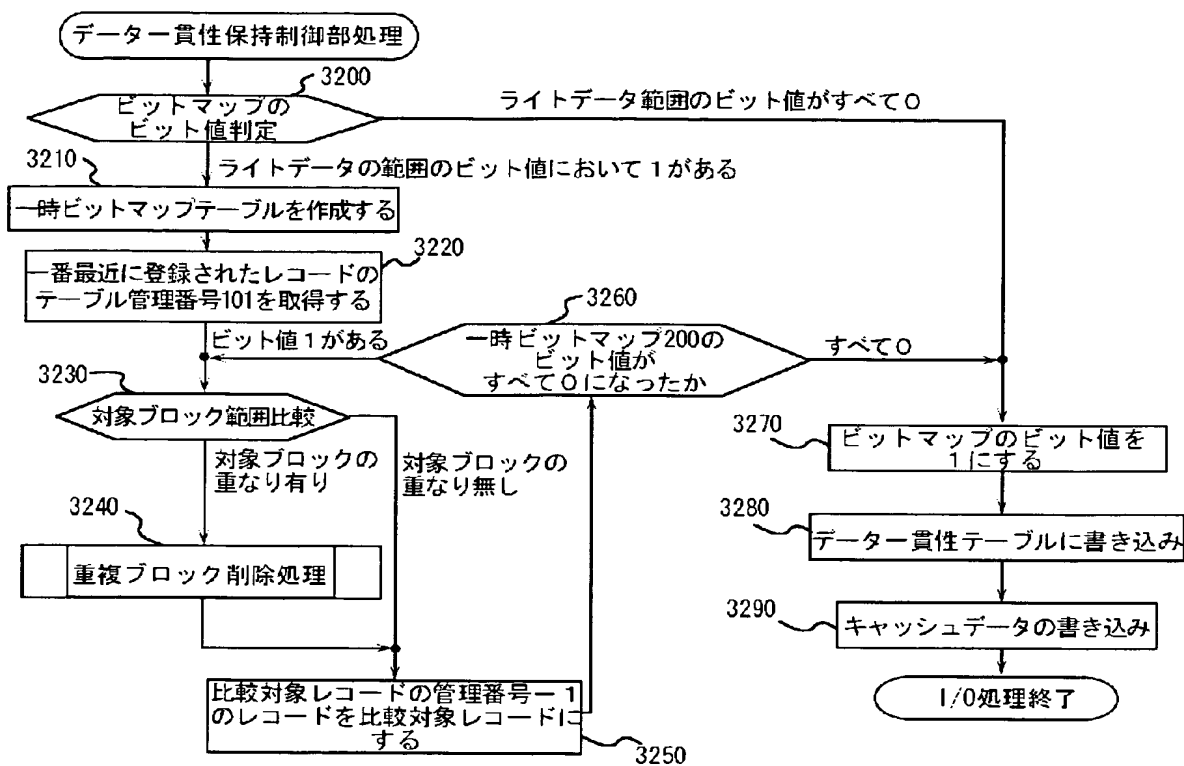 データ一貫性保持制御部処理
3200
ビットマップの
ビット値判定
ライトデータ範囲のビット値がすべて0
3210
ライトデータの範囲のビット値において1がある
一時ビットマップテーブルを作成する
3220
一番最近に登録されたレコードの
テーブル管理番号101を取得する
3260
ビット値1がある
一時ビットマップ200の
ビット値が
すべて0になったか
すべて0
3230
対象ブロック範囲比較
対象ブロックの
重なり有り
対象ブロックの
重なり無し
3240
重複ブロック削除処理
比較対象レコードの管理番号-1
のレコードを比較対象レコードに
する
3250
3270
ビットマップのビット値を
1にする
3280
データ一貫性テーブルに書き込み
3290
キャッシュデータの書き込み
I/O処理終了